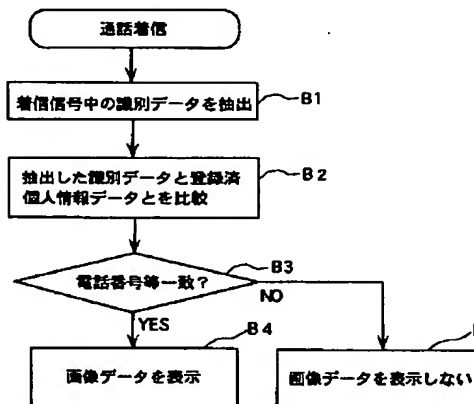 通話着信
着信信号中の識別データを抽出
B1
抽出した識別データと登録済
個人情報データとを比較
B2
電話番号等一致?
B3
NO
YES
B4
画像データを表示
画像データを表示しない